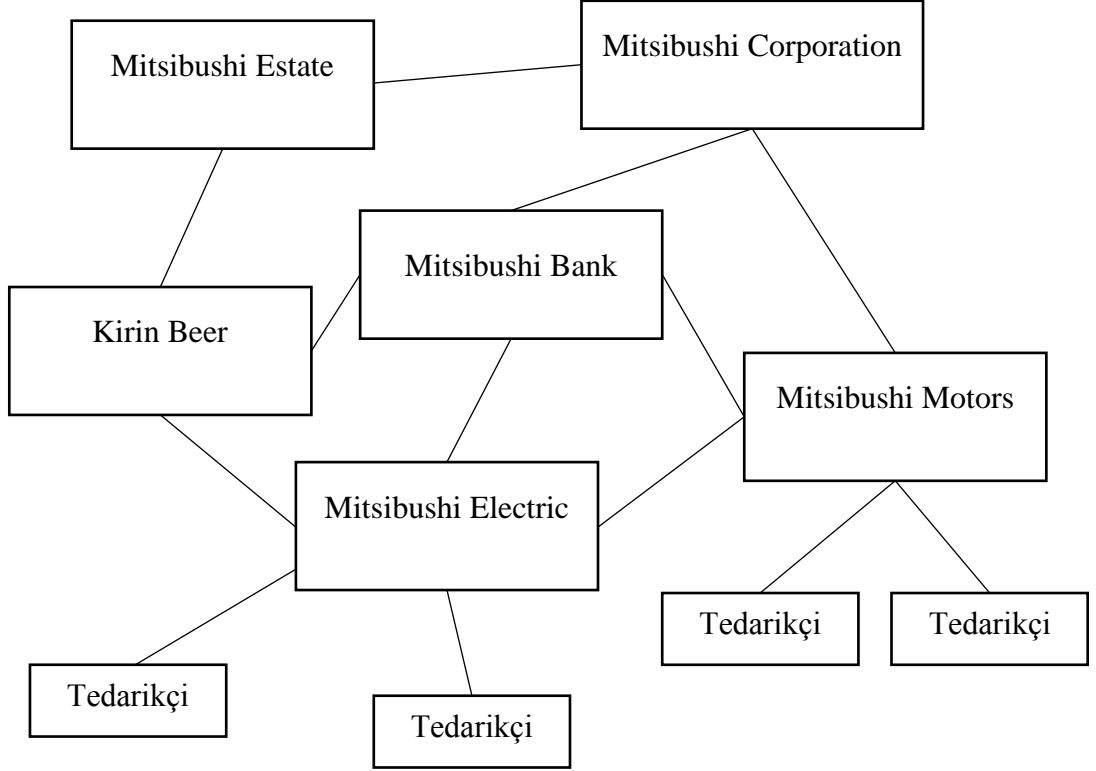 Mitsibushi Estate
Mitsibushi Corporation
Mitsibushi Bank
Kirin Beer
Mitsibushi Motors
Mitsibushi Electric
Tedarikçi
Tedarikçi
Tedarikçi
Tedarikçi